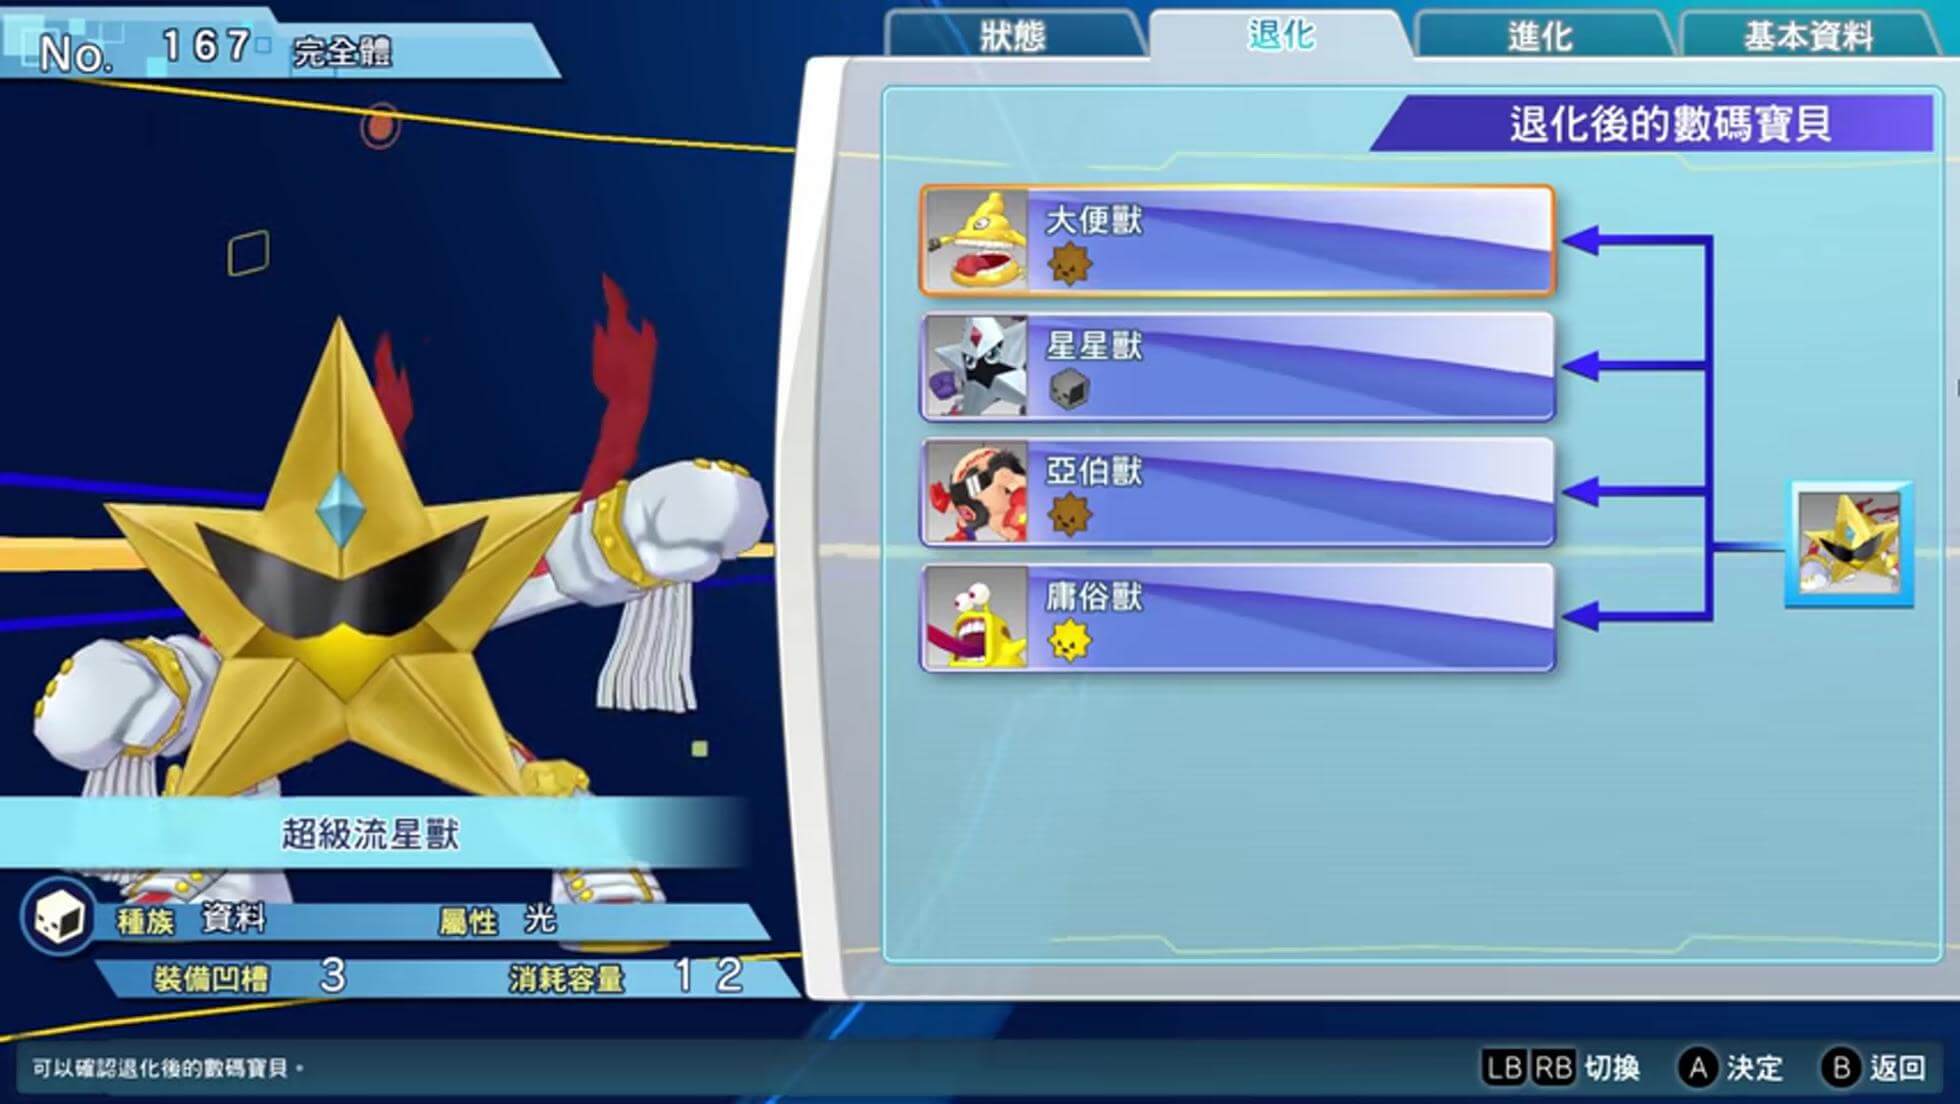 No. 167 完全體
狀態 退化 進化 基本資料
退化後的數碼寶貝
大便獸
星星獸
亞伯獸
庸俗獸
超級流星獸
種族 資料 屬性 光
裝備凹槽 3 消耗容量 12
可以確認退化後的數碼寶貝。
LB RB 切換 A 決定 B 返回